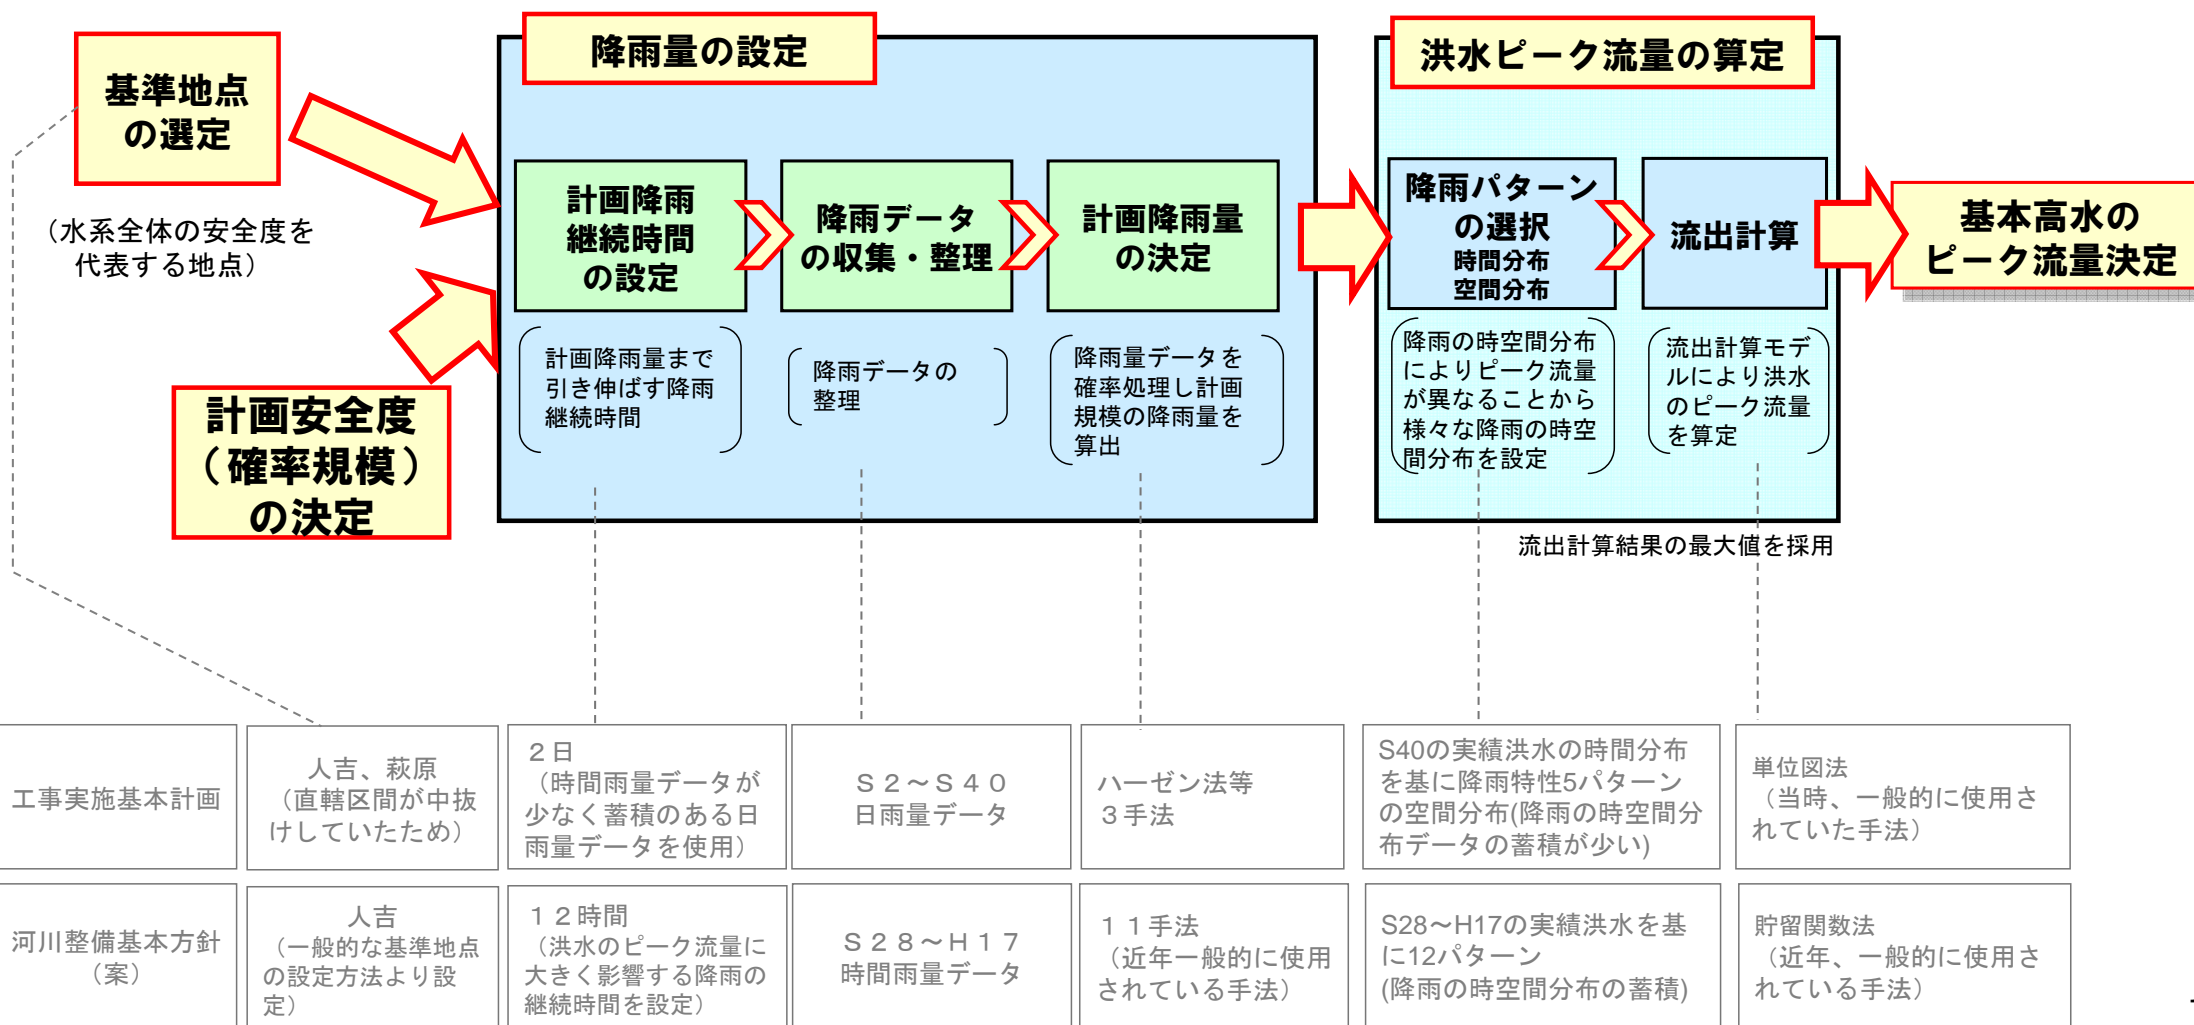 基準地点
の選定
（水系全体の安全度を
代表する地点）
計画安全度
（確率規模）
の決定
降雨量の設定
計画降雨
継続時間
の設定
計画降雨量まで
引き伸ばす降雨
継続時間
降雨データ
の収集・整理
降雨データの
整理
計画降雨量
の決定
降雨量データを
確率処理し計画
規模の降雨量を
算出
洪水ピーク流量の算定
降雨パターン
の選択
時間分布
空間分布
降雨の時空間分布
によりピーク流量
が異なることから
様々な降雨の時空
間分布を設定
流出計算
流出計算モデ
ルにより洪水
のピーク流量
を算定
流出計算結果の最大値を採用
基本高水の
ピーク流量決定
工事実施基本計画
人吉、萩原
（直轄区間が中抜
けしていたため）
２日
（時間雨量データが
少なく蓄積のある日
雨量データを使用）
Ｓ２～Ｓ４０
日雨量データ
ハーゼン法等
３手法
S40の実績洪水の時間分布
を基に降雨特性5パターン
の空間分布(降雨の時空間分
布データの蓄積が少い)
単位図法
（当時、一般的に使用さ
れていた手法）
河川整備基本方針
（案）
人吉
（一般的な基準地点
の設定方法より設
定）
１２時間
（洪水のピーク流量に
大きく影響する降雨の
継続時間を設定）
Ｓ２８～Ｈ１７
時間雨量データ
１１手法
（近年一般的に使用
されている手法）
S28～H17の実績洪水を基
に12パターン
(降雨の時空間分布の蓄積)
貯留関数法
（近年、一般的に使用さ
れている手法）